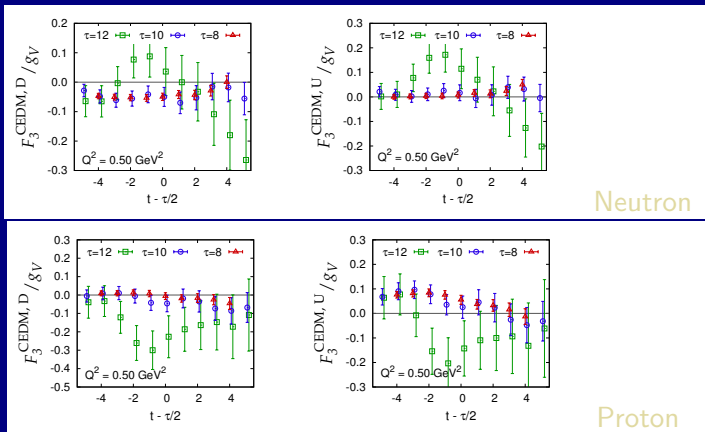 τ=12 τ=10 τ=8
F₃^CEDM, D / g_V
0.2
0.1
0.0
-0.1
-0.2
-0.3
Q² = 0.50 GeV²
-4 -2 0 2 4
t - τ/2
τ=12 τ=10 τ=8
F₃^CEDM, U / g_V
0.3
0.2
0.1
0.0
-0.1
-0.2
-0.3
Q² = 0.50 GeV²
-4 -2 0 2 4
t - τ/2
Neutron
τ=12 τ=10 τ=8
F₃^CEDM, D / g_V
0.3
0.2
0.1
0.0
-0.1
-0.2
-0.3
-0.4
-0.5
Q² = 0.50 GeV²
-4 -2 0 2 4
t - τ/2
τ=12 τ=10 τ=8
F₃^CEDM, U / g_V
0.3
0.2
0.1
0.0
-0.1
-0.2
-0.3
Q² = 0.50 GeV²
-4 -2 0 2 4
t - τ/2
Proton